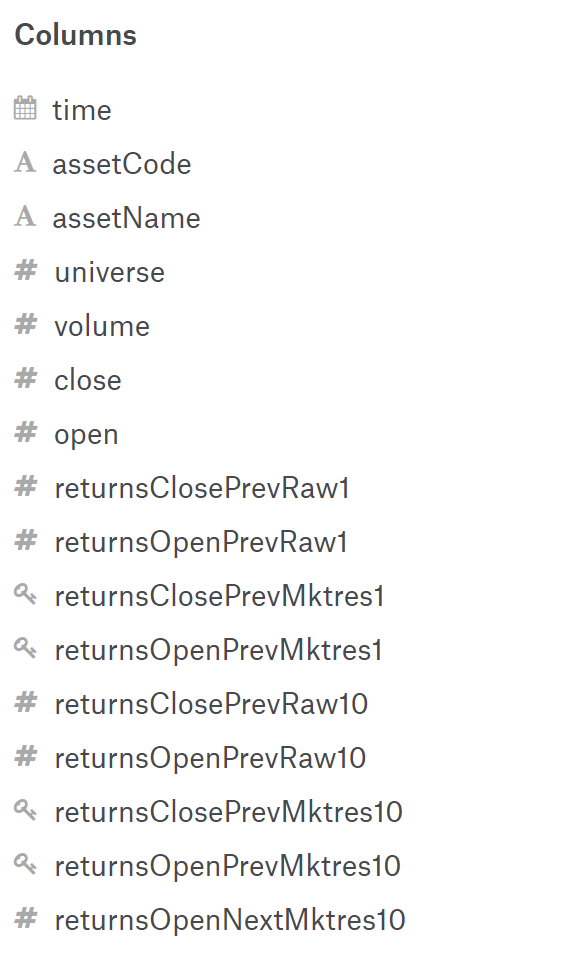 Columns
time
A assetCode
A assetName
# universe
# volume
# close
# open
# returnsClosePrevRaw1
# returnsOpenPrevRaw1
returnsClosePrevMktres1
returnsOpenPrevMktres1
# returnsClosePrevRaw10
# returnsOpenPrevRaw10
returnsClosePrevMktres10
returnsOpenPrevMktres10
# returnsOpenNextMktres10